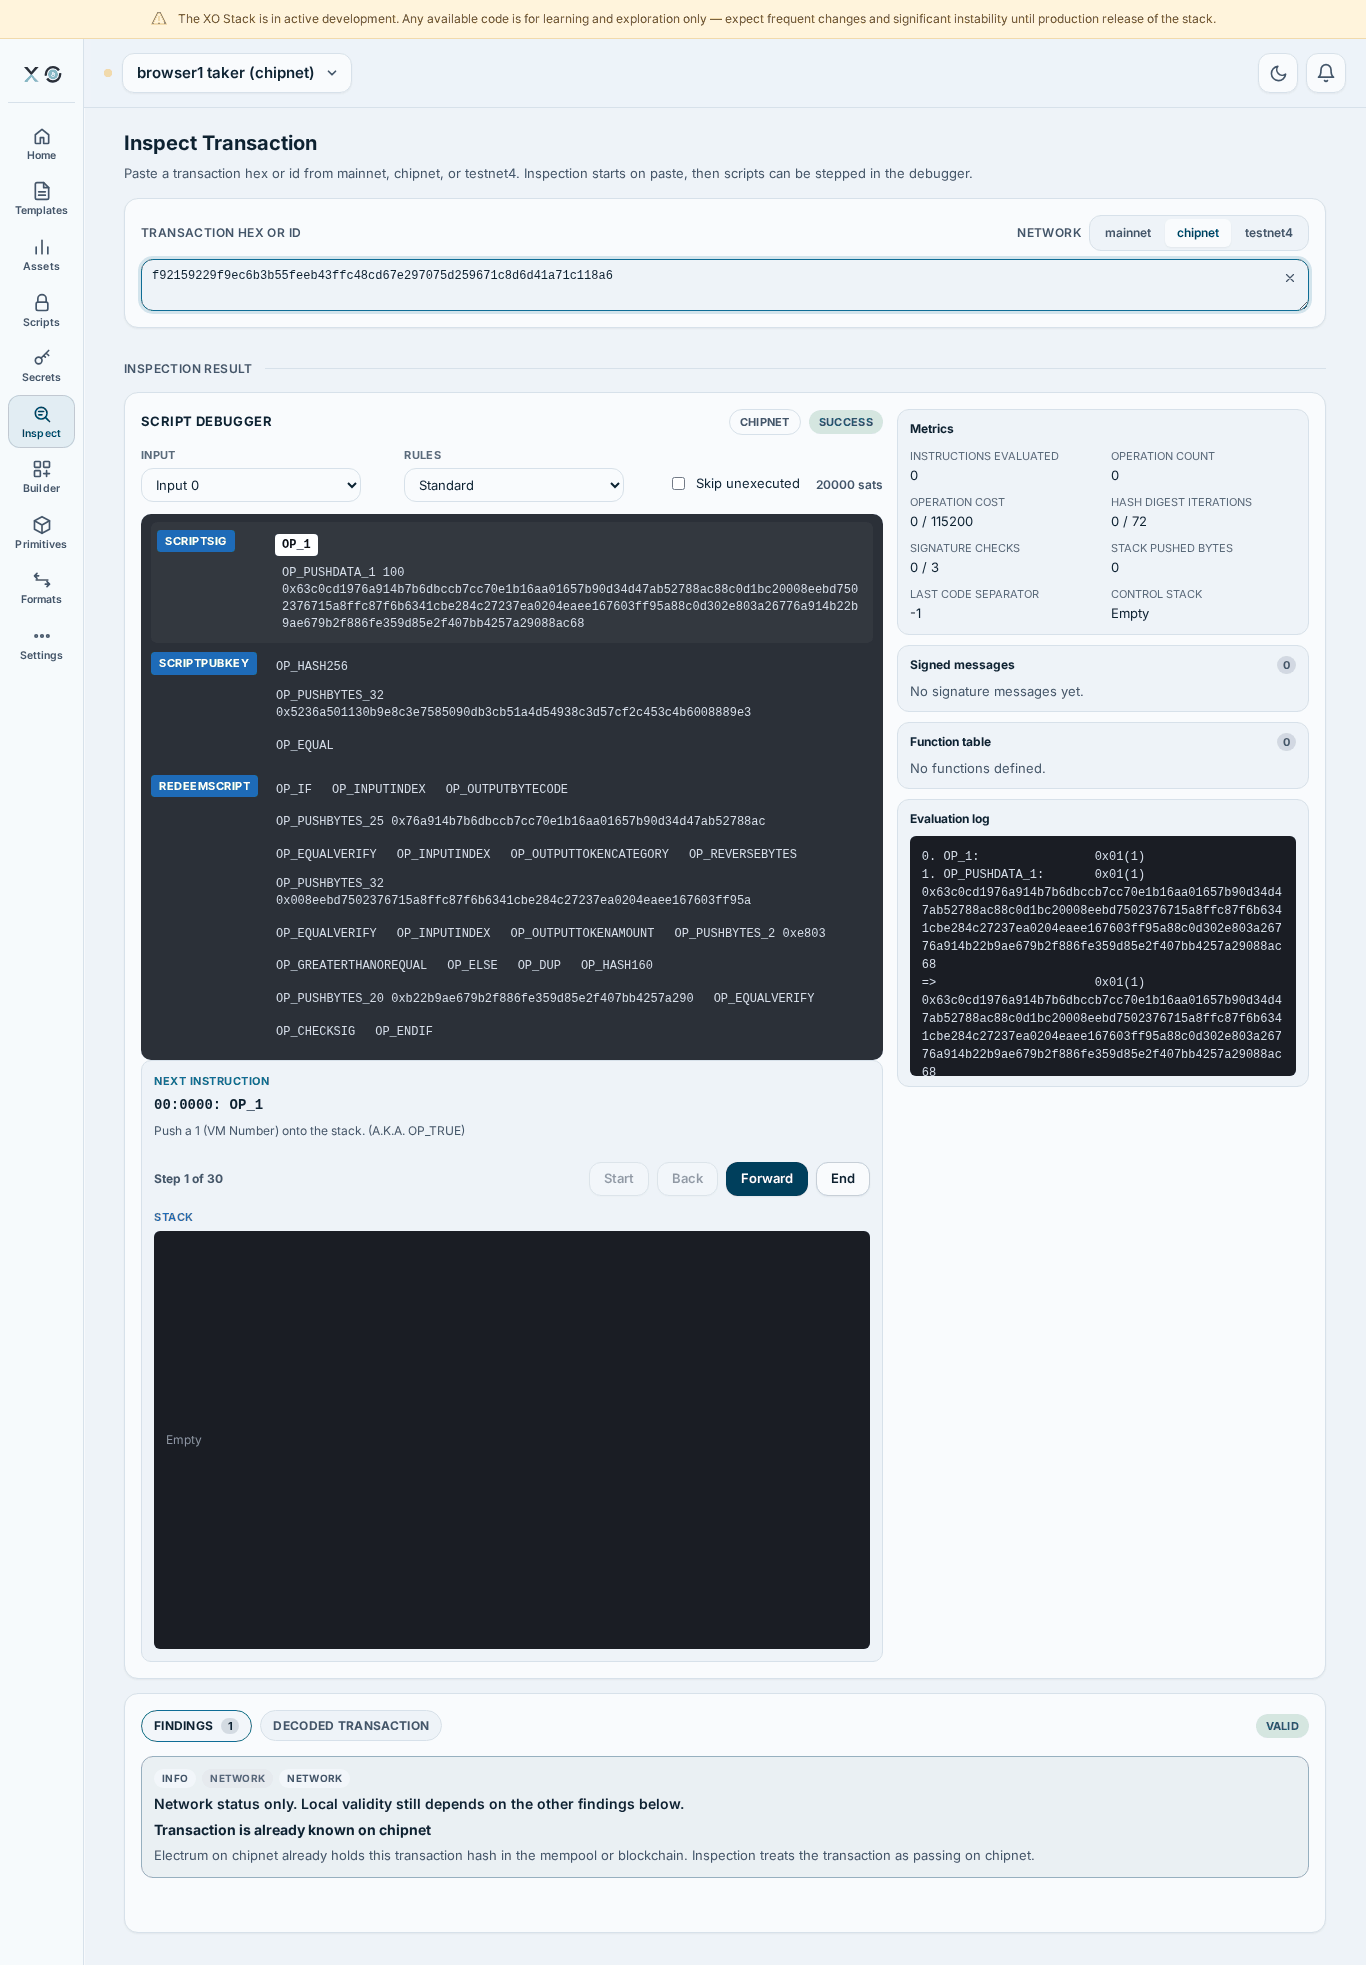 The XO Stack is in active development. Any available code is for learning and exploration only — expect frequent changes and significant instability until production release of the stack.
XO
browser1 taker (chipnet)
Home
Templates
Assets
Scripts
Secrets
Inspect
Builder
Primitives
Formats
Settings
Inspect Transaction
Paste a transaction hex or id from mainnet, chipnet, or testnet4. Inspection starts on paste, then scripts can be stepped in the debugger.
TRANSACTION HEX OR ID
NETWORK mainnet chipnet testnet4
f92159229f9ec6b3b55feeb43ffc48cd67e297075d259671c8d6d41a71c118a6
INSPECTION RESULT
SCRIPT DEBUGGER
CHIPNET SUCCESS
INPUT
RULES
Input 0
Standard
Skip unexecuted
20000 sats
SCRIPTSIG
OP_1
OP_PUSHDATA_1 100
0x63c0cd1976a914b7b6dbccb7cc70e1b16aa01657b90d34d47ab52788ac88c0d1bc20008eebd750
2376715a8ffc87f6b6341cbe284c27237ea0204eaee167603ff95a88c0d302e803a26776a914b22b
9ae679b2f886fe359d85e2f407bb4257a29088ac68
SCRIPTPUBKEY
OP_HASH256
OP_PUSHBYTES_32
0x5236a501130b9e8c3e7585090db3cb51a4d54938c3d57cf2c453c4b6008889e3
OP_EQUAL
REDEEMSCRIPT
OP_IF OP_INPUTINDEX OP_OUTPUTBYTECODE
OP_PUSHBYTES_25 0x76a914b7b6dbccb7cc70e1b16aa01657b90d34d47ab52788ac
OP_EQUALVERIFY OP_INPUTINDEX OP_OUTPUTTOKENCATEGORY OP_REVERSEBYTES
OP_PUSHBYTES_32
0x008eebd7502376715a8ffc87f6b6341cbe284c27237ea0204eaee167603ff95a
OP_EQUALVERIFY OP_INPUTINDEX OP_OUTPUTTOKENAMOUNT OP_PUSHBYTES_2 0xe803
OP_GREATERTHANOREQUAL OP_ELSE OP_DUP OP_HASH160
OP_PUSHBYTES_20 0xb22b9ae679b2f886fe359d85e2f407bb4257a290 OP_EQUALVERIFY
OP_CHECKSIG OP_ENDIF
NEXT INSTRUCTION
00:0000: OP_1
Push a 1 (VM Number) onto the stack. (A.K.A. OP_TRUE)
Step 1 of 30
Start Back Forward End
STACK
Empty
Metrics
INSTRUCTIONS EVALUATED
0
OPERATION COUNT
0
OPERATION COST
0 / 115200
HASH DIGEST ITERATIONS
0 / 72
SIGNATURE CHECKS
0 / 3
STACK PUSHED BYTES
0
LAST CODE SEPARATOR
-1
CONTROL STACK
Empty
Signed messages 0
No signature messages yet.
Function table 0
No functions defined.
Evaluation log
0. OP_1: 0x01(1)
1. OP_PUSHDATA_1: 0x01(1)
0x63c0cd1976a914b7b6dbccb7cc70e1b16aa01657b90d34d4
7ab52788ac88c0d1bc20008eebd7502376715a8ffc87f6b634
1cbe284c27237ea0204eaee167603ff95a88c0d302e803a267
76a914b22b9ae679b2f886fe359d85e2f407bb4257a29088ac
68
=> 0x01(1)
0x63c0cd1976a914b7b6dbccb7cc70e1b16aa01657b90d34d4
7ab52788ac88c0d1bc20008eebd7502376715a8ffc87f6b634
1cbe284c27237ea0204eaee167603ff95a88c0d302e803a267
76a914b22b9ae679b2f886fe359d85e2f407bb4257a29088ac
68
FINDINGS 1
DECODED TRANSACTION
VALID
INFO NETWORK NETWORK
Network status only. Local validity still depends on the other findings below.
Transaction is already known on chipnet
Electrum on chipnet already holds this transaction hash in the mempool or blockchain. Inspection treats the transaction as passing on chipnet.